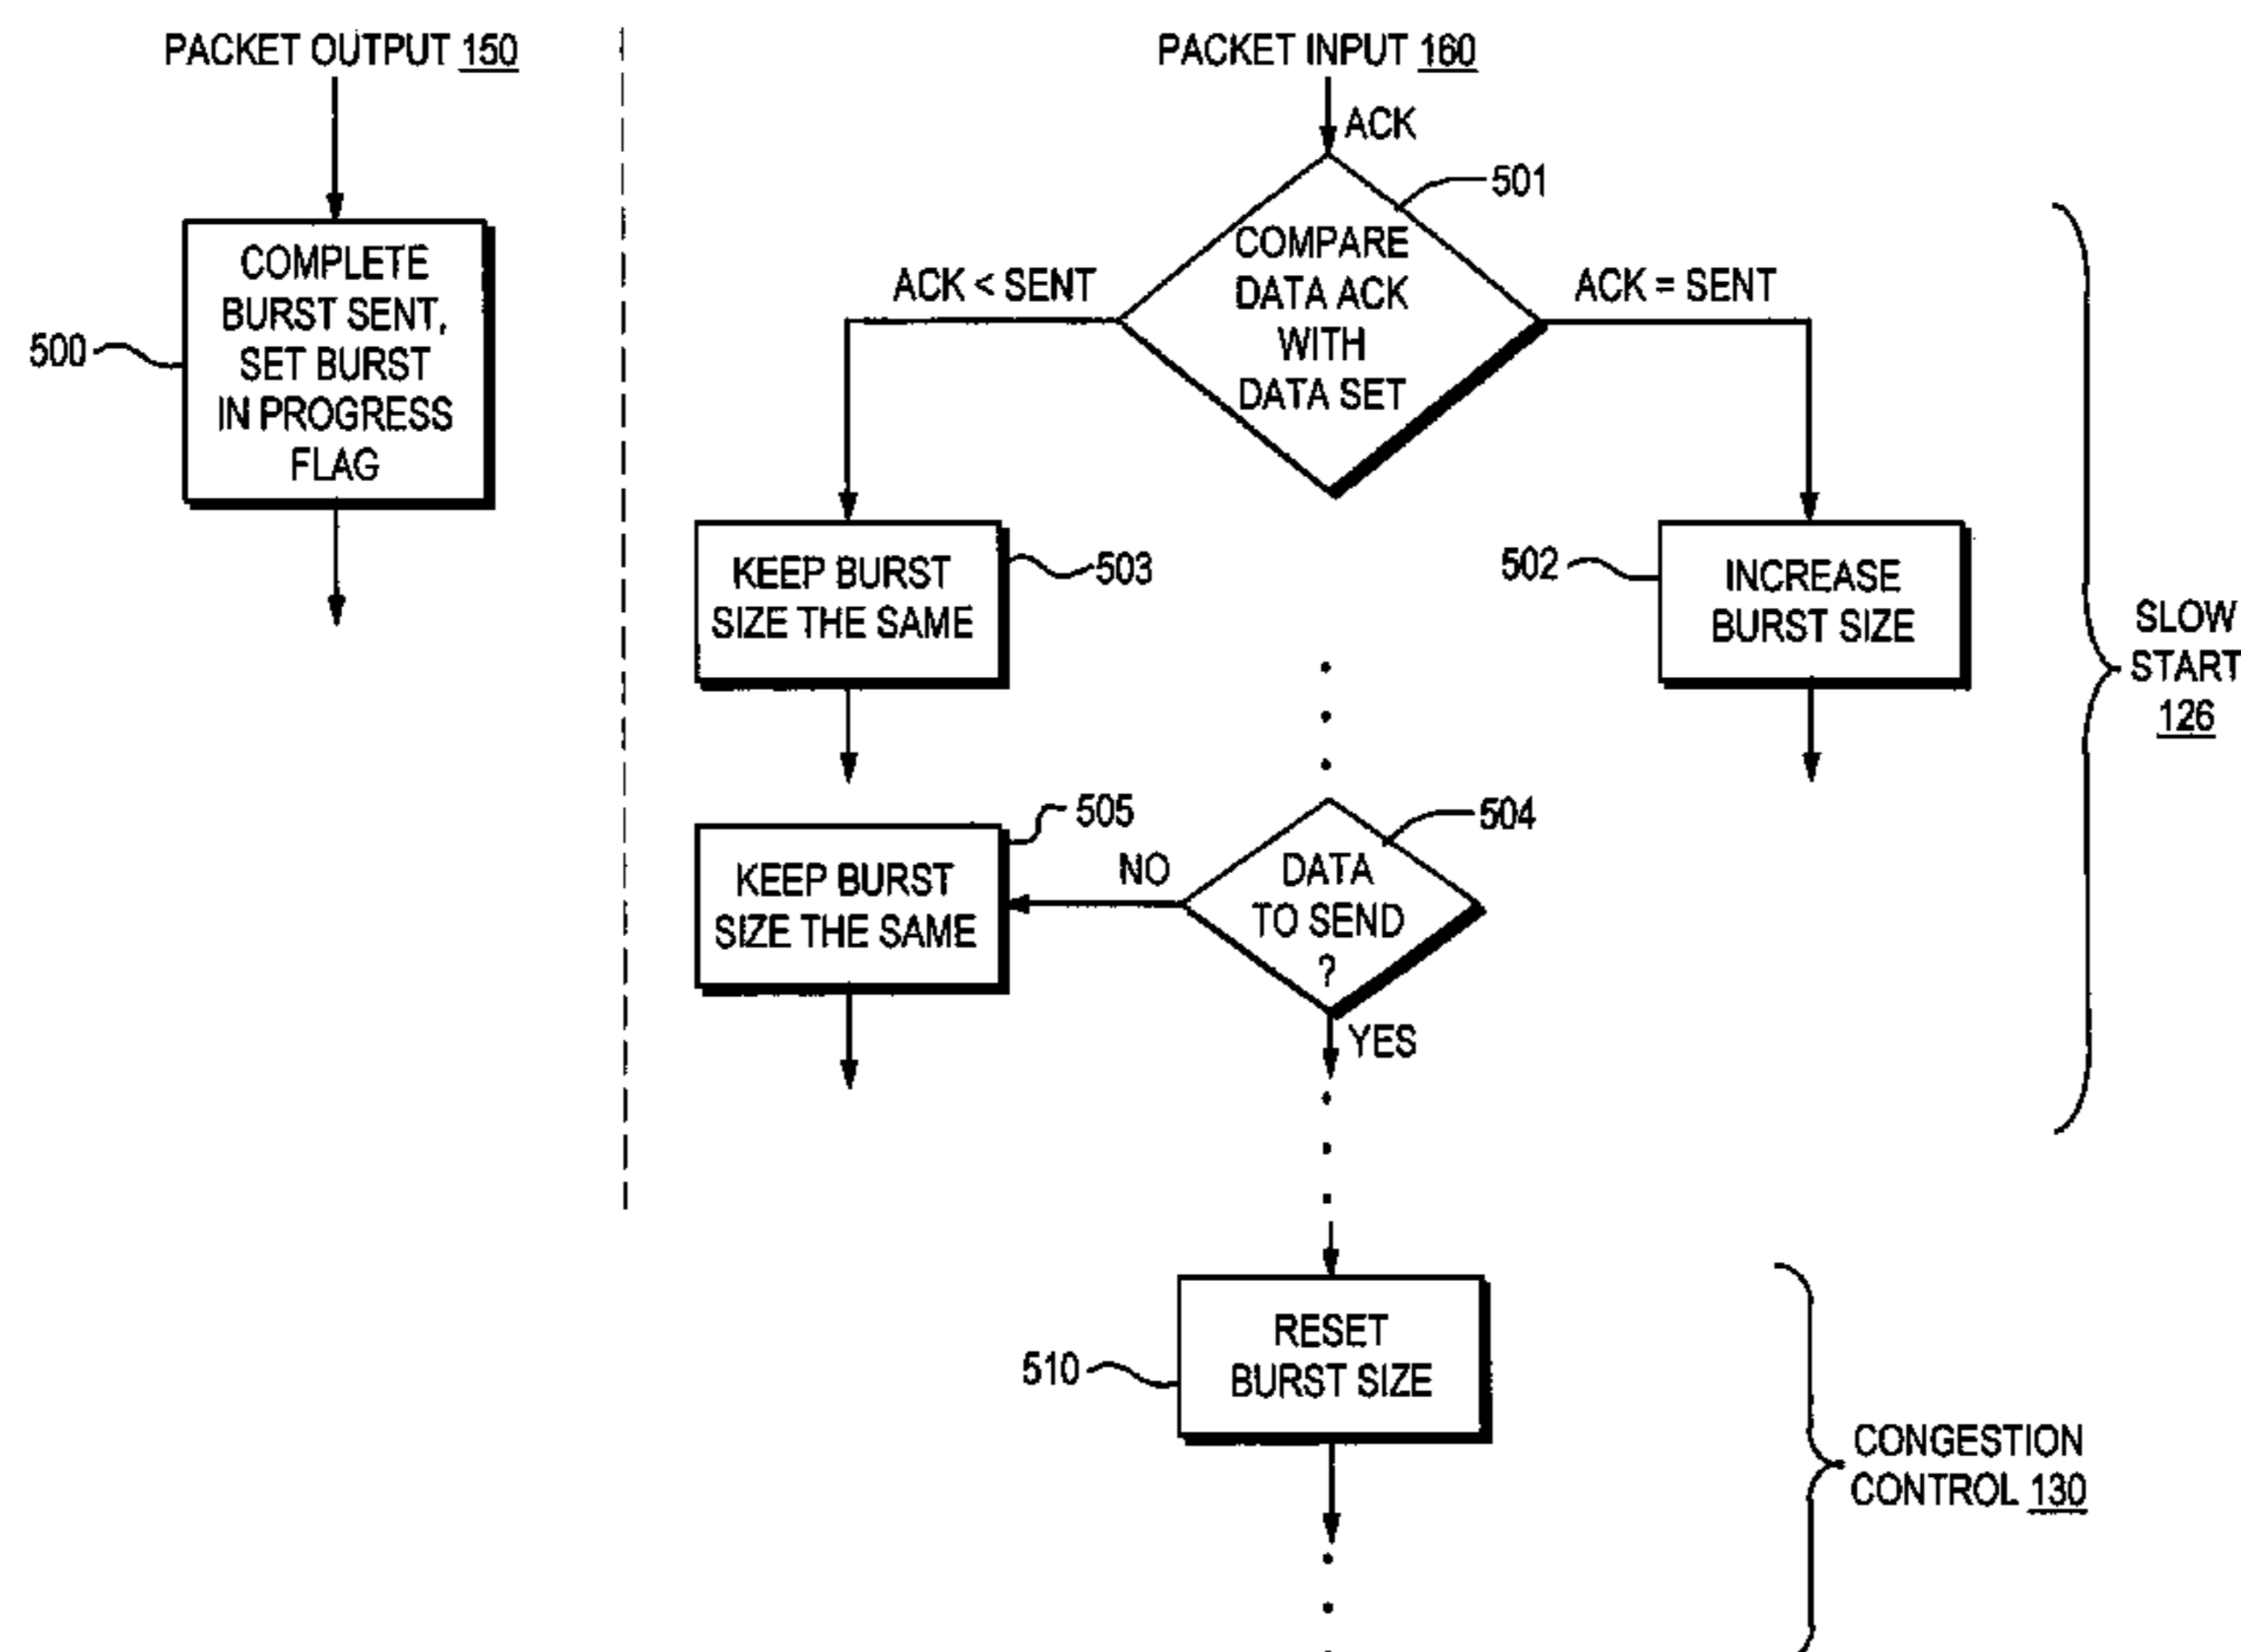 PACKET OUTPUT 150
500
COMPLETE
BURST SENT,
SET BURST
IN PROGRESS
FLAG
PACKET INPUT 160
ACK
501
COMPARE
DATA ACK
WITH
DATA SET
ACK < SENT
ACK = SENT
KEEP BURST
SIZE THE SAME
503
502
INCREASE
BURST SIZE
SLOW
START
126
KEEP BURST
SIZE THE SAME
505
NO
504
DATA
TO SEND
?
YES
510
RESET
BURST SIZE
CONGESTION
CONTROL 130